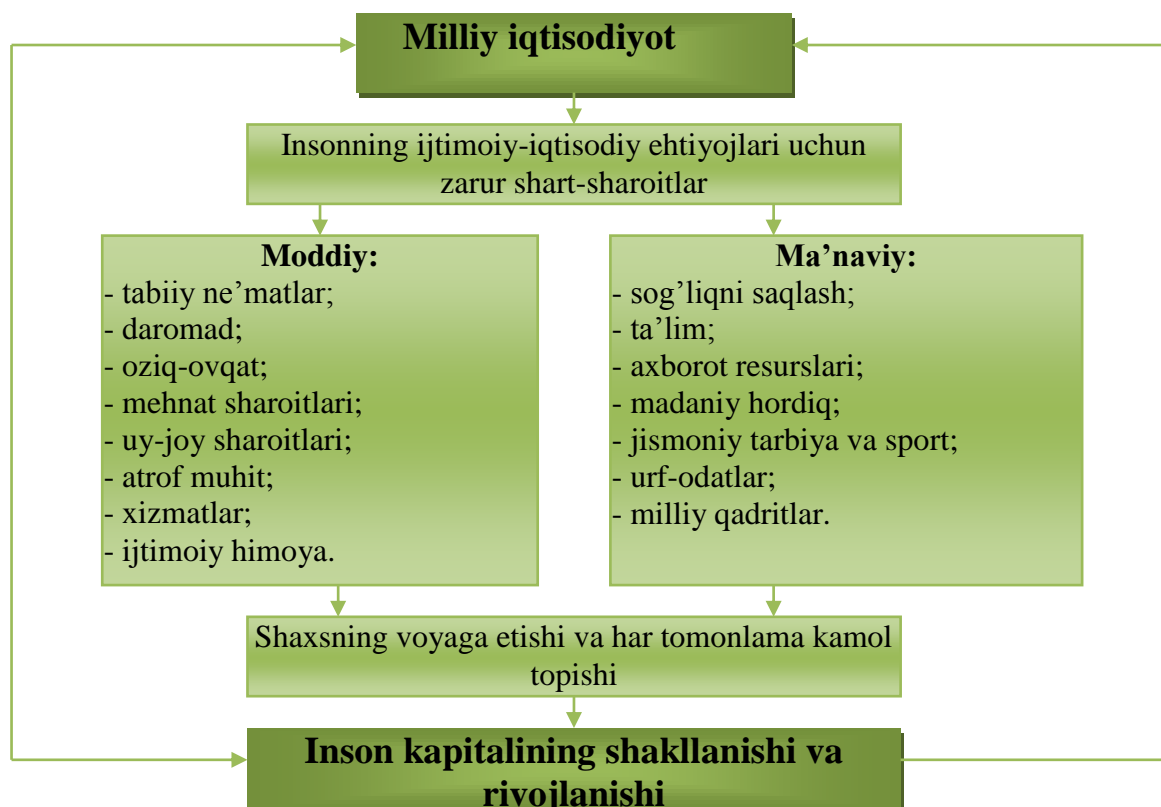 Milliy iqtisodiyot
Insonning ijtimoiy-iqtisodiy ehtiyojlari uchun
zarur shart-sharoitlar
Moddiy:
- tabiiy ne’matlar;
- daromad;
- oziq-ovqat;
- mehnat sharoitlari;
- uy-joy sharoitlari;
- atrof muhit;
- xizmatlar;
- ijtimoiy himoya.
Ma’naviy:
- sog’liqni saqlash;
- ta’lim;
- axborot resurslari;
- madaniy hordiq;
- jismoniy tarbiya va sport;
- urf-odatlar;
- milliy qadritlar.
Shaxsning voyaga etishi va har tomonlama kamol
topishi
Inson kapitalining shakllanishi va
rivojlanishi